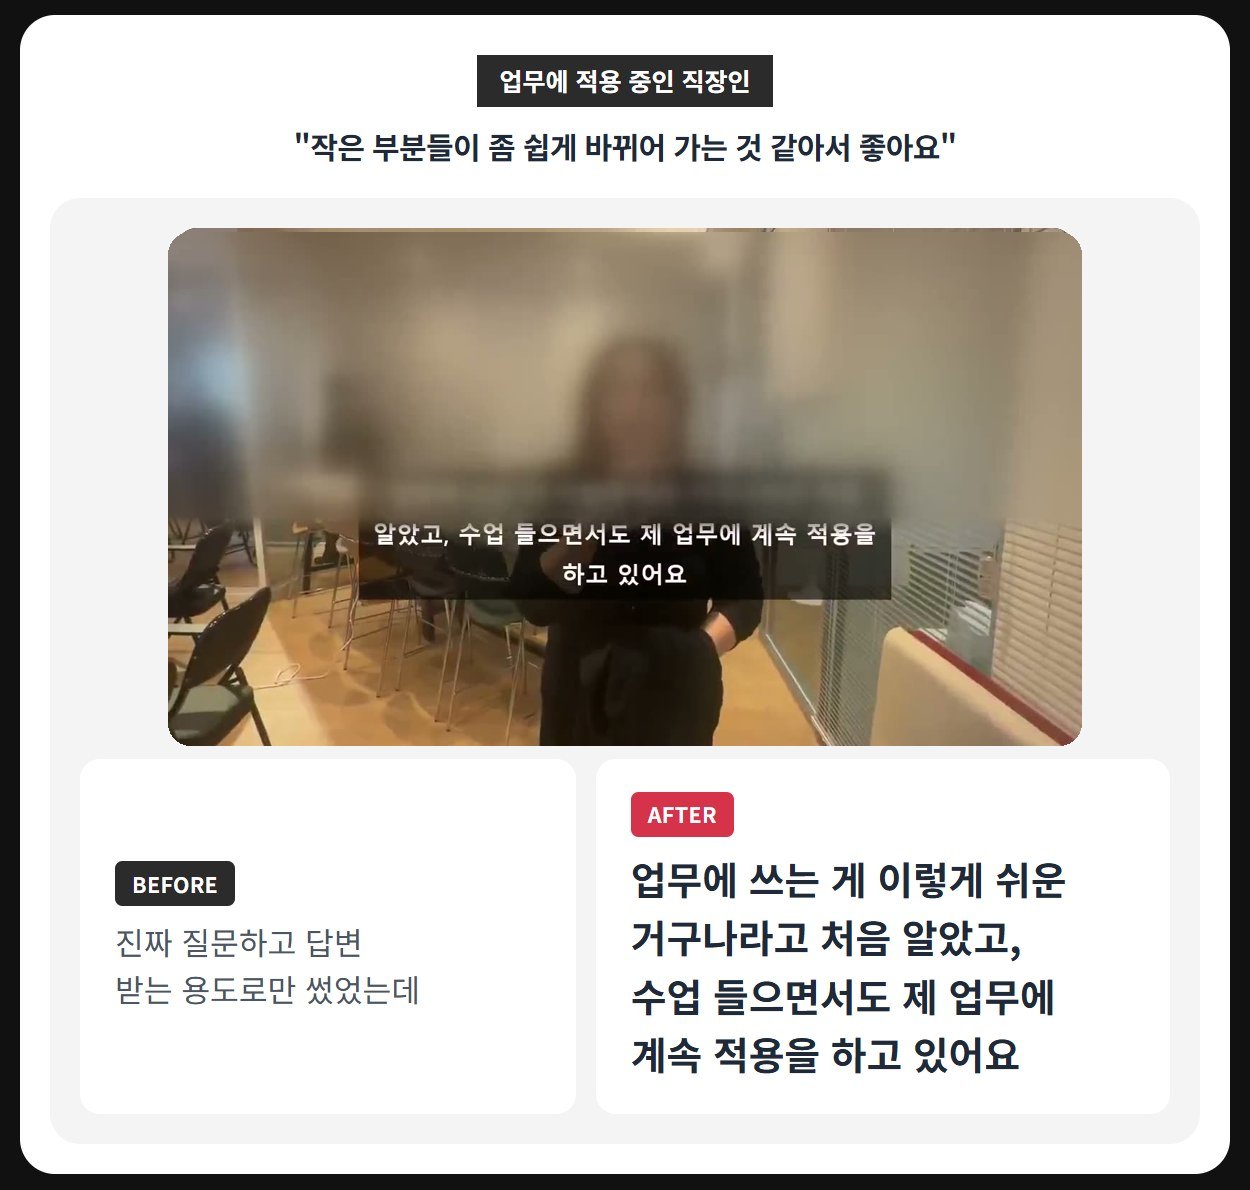 업무에 적용 중인 직장인
"작은 부분들이 좀 쉽게 바뀌어 가는 것 같아서 좋아요"
알았고, 수업 들으면서도 제 업무에 계속 적용을
하고 있어요
BEFORE
진짜 질문하고 답변
받는 용도로만 썼었는데
AFTER
업무에 쓰는 게 이렇게 쉬운
거구나라고 처음 알았고,
수업 들으면서도 제 업무에
계속 적용을 하고 있어요